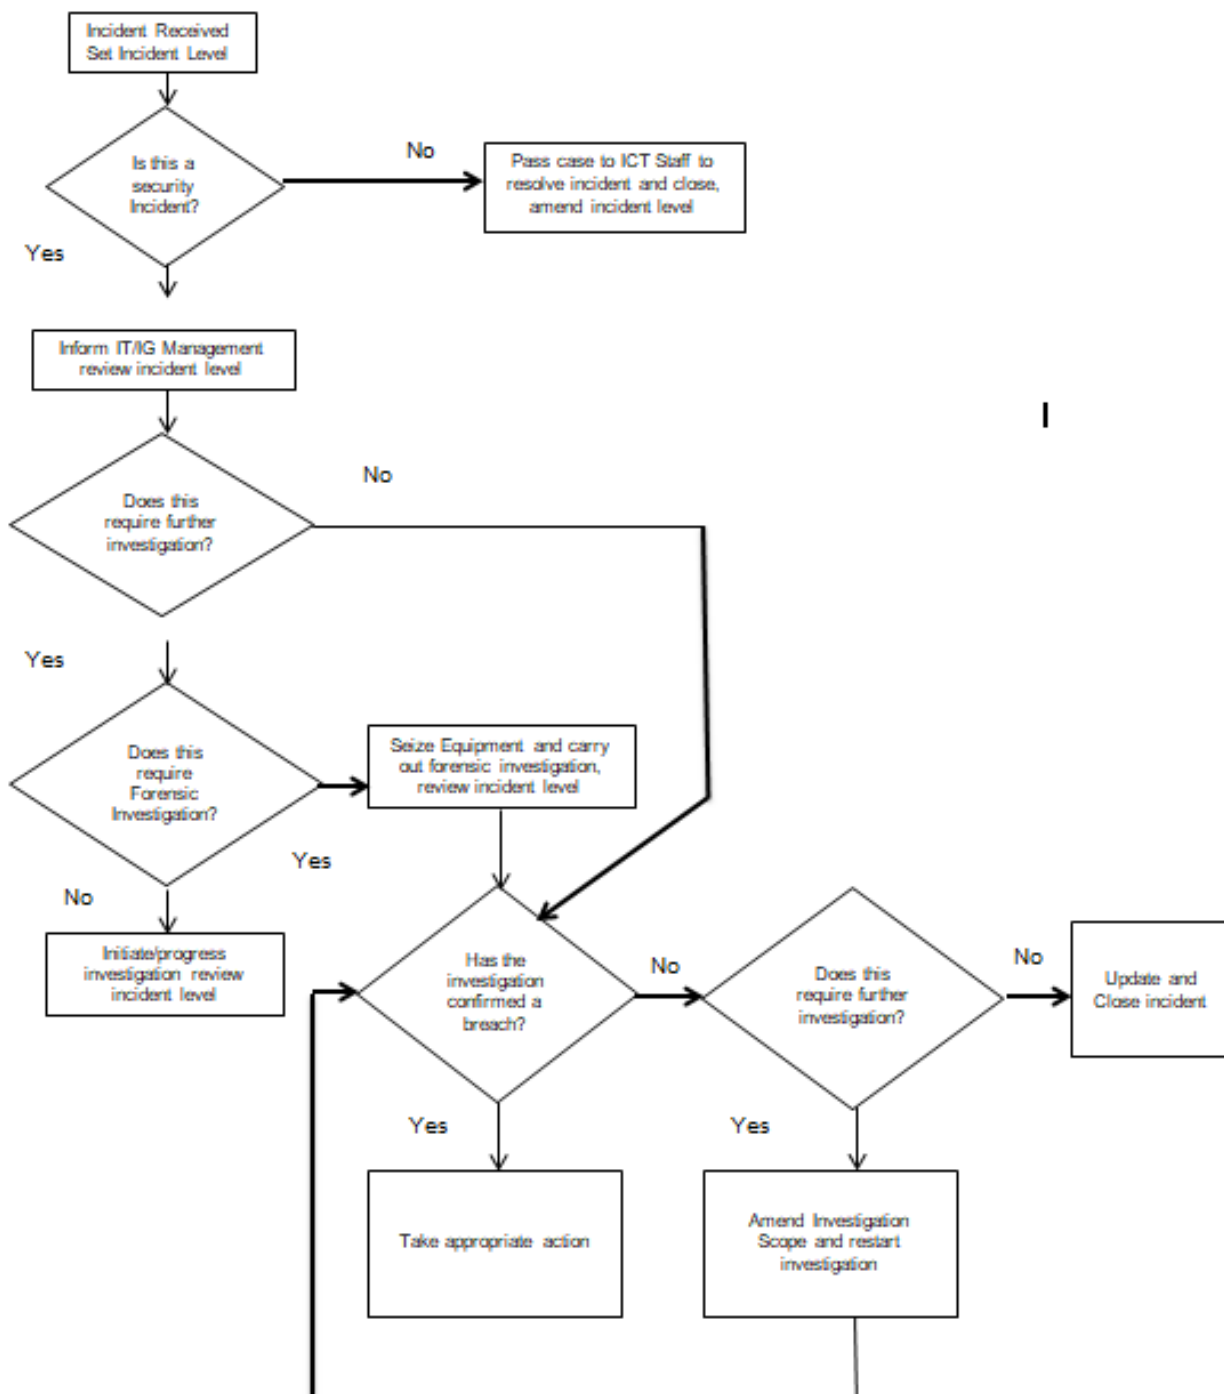 Incident Received
Set Incident Level
Is this a
security
Incident?
No
Pass case to ICT Staff to
resolve incident and close,
amend incident level
Yes
Inform IT/IG Management
review incident level
Does this
require further
investigation?
No
Yes
Does this
require
Forensic
Investigation?
Yes
Seize Equipment and carry
out forensic investigation,
review incident level
No
Initiate/progress
investigation review
incident level
Has the
investigation
confirmed a
breach?
No
Does this
require further
investigation?
No
Update and
Close incident
Yes
Take appropriate action
Yes
Amend Investigation
Scope and restart
investigation